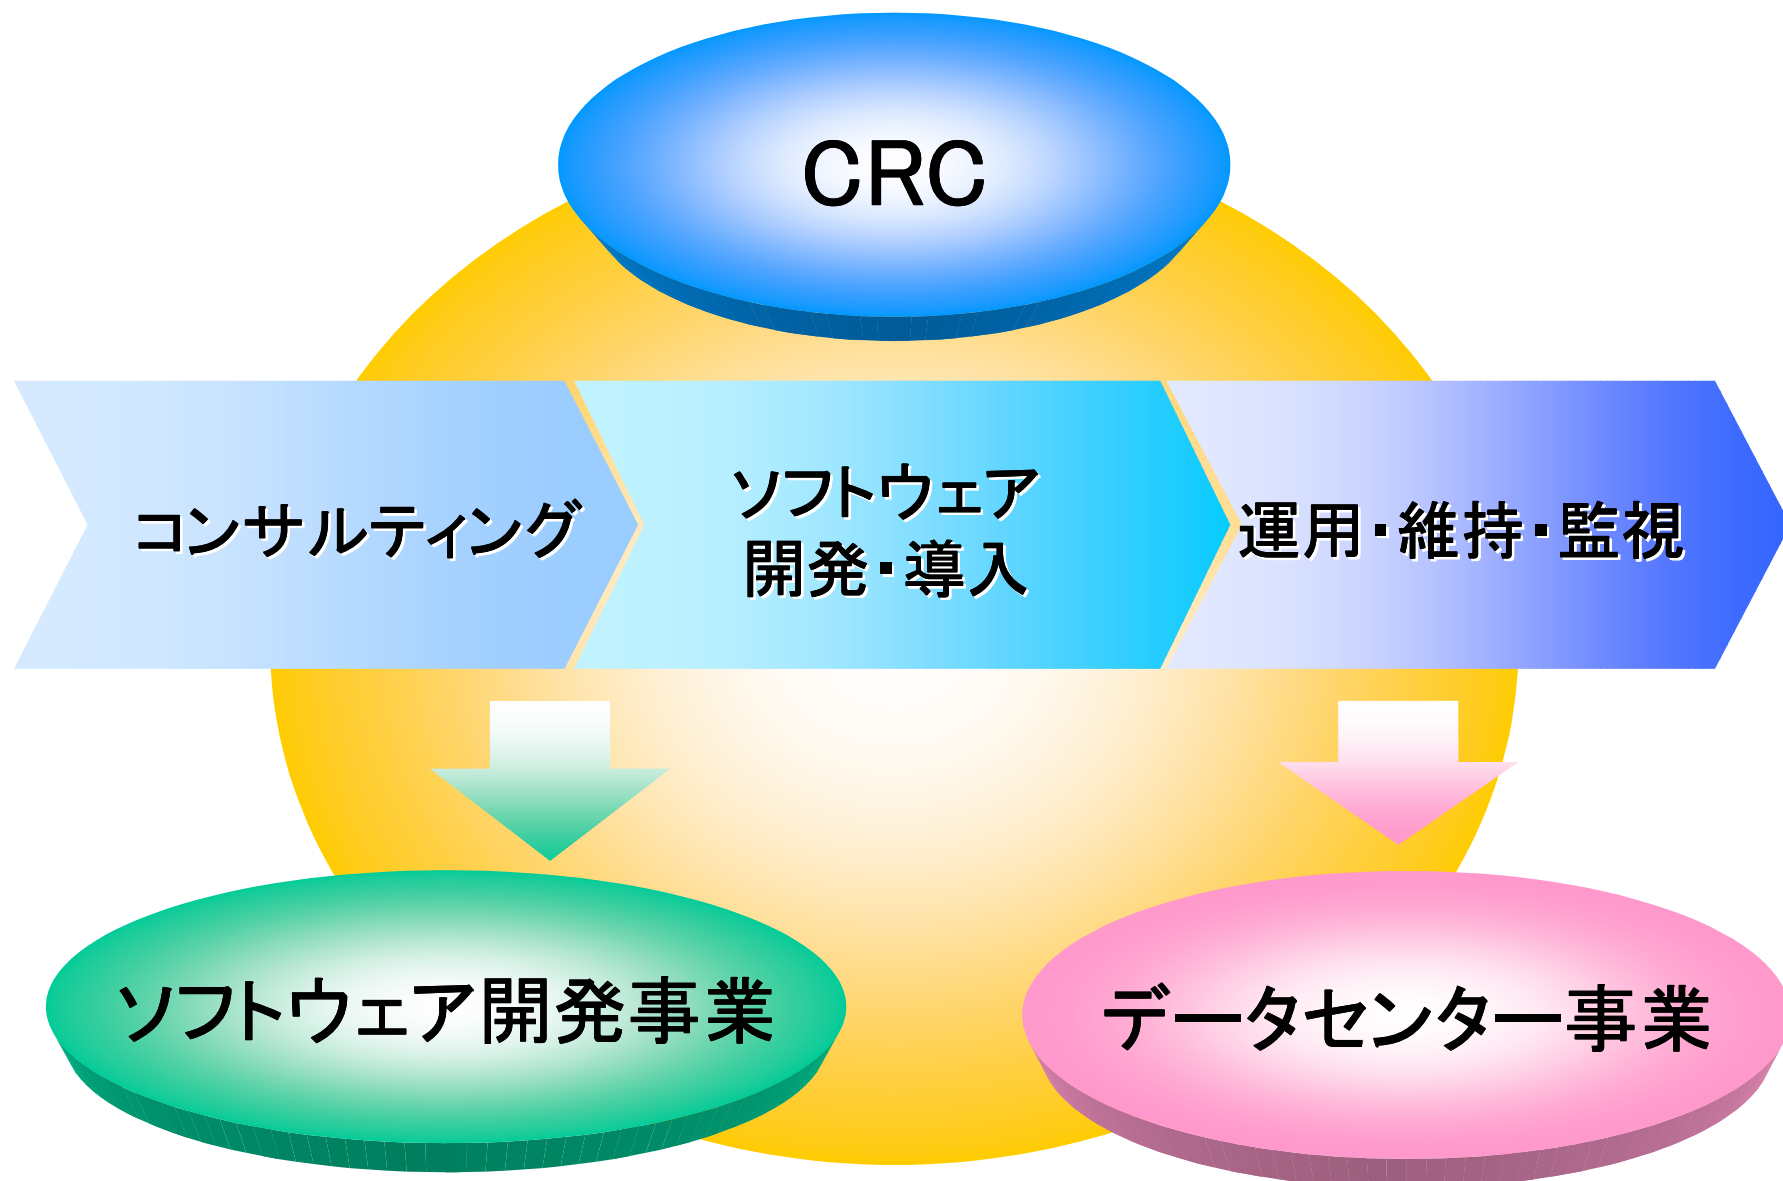 CRC
コンサルティング
ソフトウェア
開発・導入
運用・維持・監視
ソフトウェア開発事業
データセンター事業